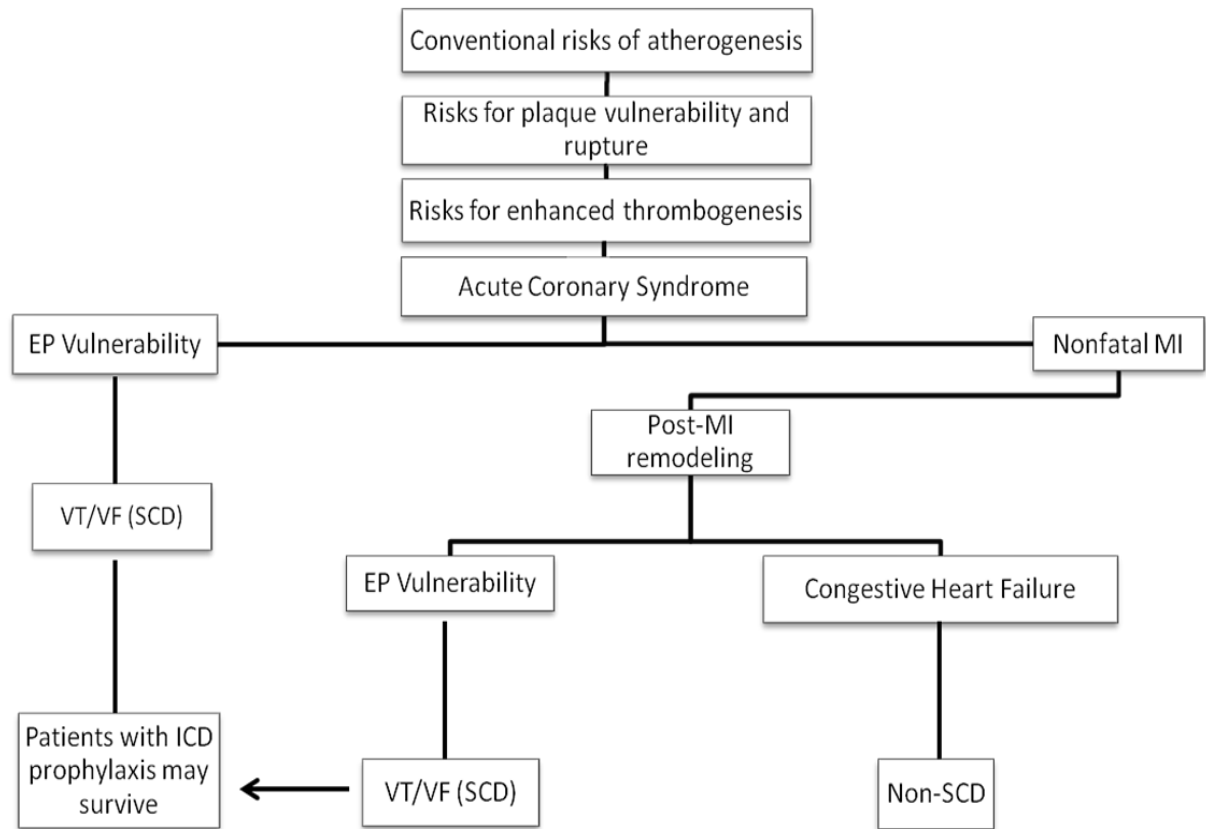 Conventional risks of atherogenesis
Risks for plaque vulnerability and
rupture
Risks for enhanced thrombogenesis
Acute Coronary Syndrome
EP Vulnerability
Nonfatal MI
Post-MI
remodeling
VT/VF (SCD)
EP Vulnerability
Congestive Heart Failure
Patients with ICD
prophylaxis may
survive
VT/VF (SCD)
Non-SCD